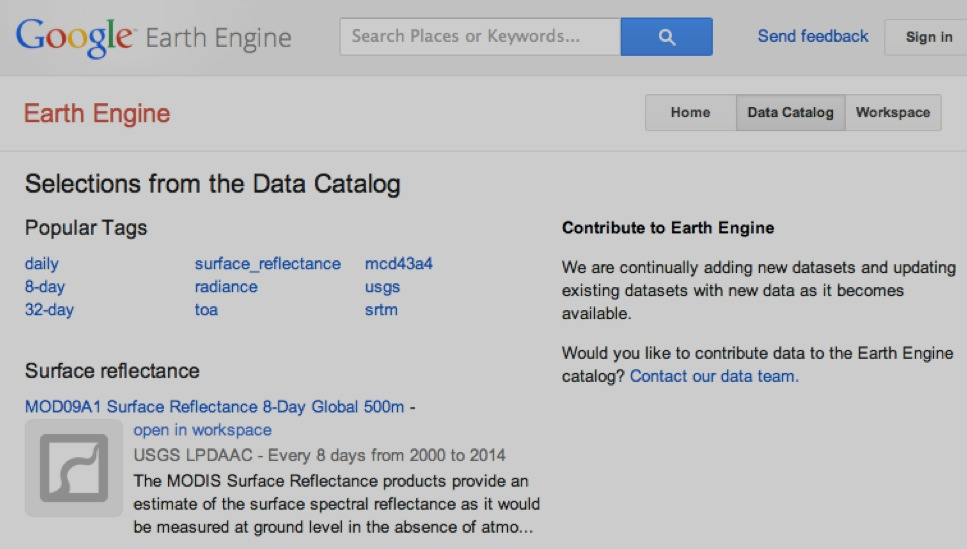 Google Earth Engine
Search Places or Keywords...
Send feedback
Sign in
Earth Engine
Home
Data Catalog
Workspace
Selections from the Data Catalog
Popular Tags
daily
surface_reflectance
mcd43a4
8-day
radiance
usgs
32-day
toa
srtm
Surface reflectance
MOD09A1 Surface Reflectance 8-Day Global 500m -
open in workspace
USGS LPDAAC - Every 8 days from 2000 to 2014
The MODIS Surface Reflectance products provide an
estimate of the surface spectral reflectance as it would
be measured at ground level in the absence of atmo...
Contribute to Earth Engine
We are continually adding new datasets and updating
existing datasets with new data as it becomes
available.
Would you like to contribute data to the Earth Engine
catalog? Contact our data team.